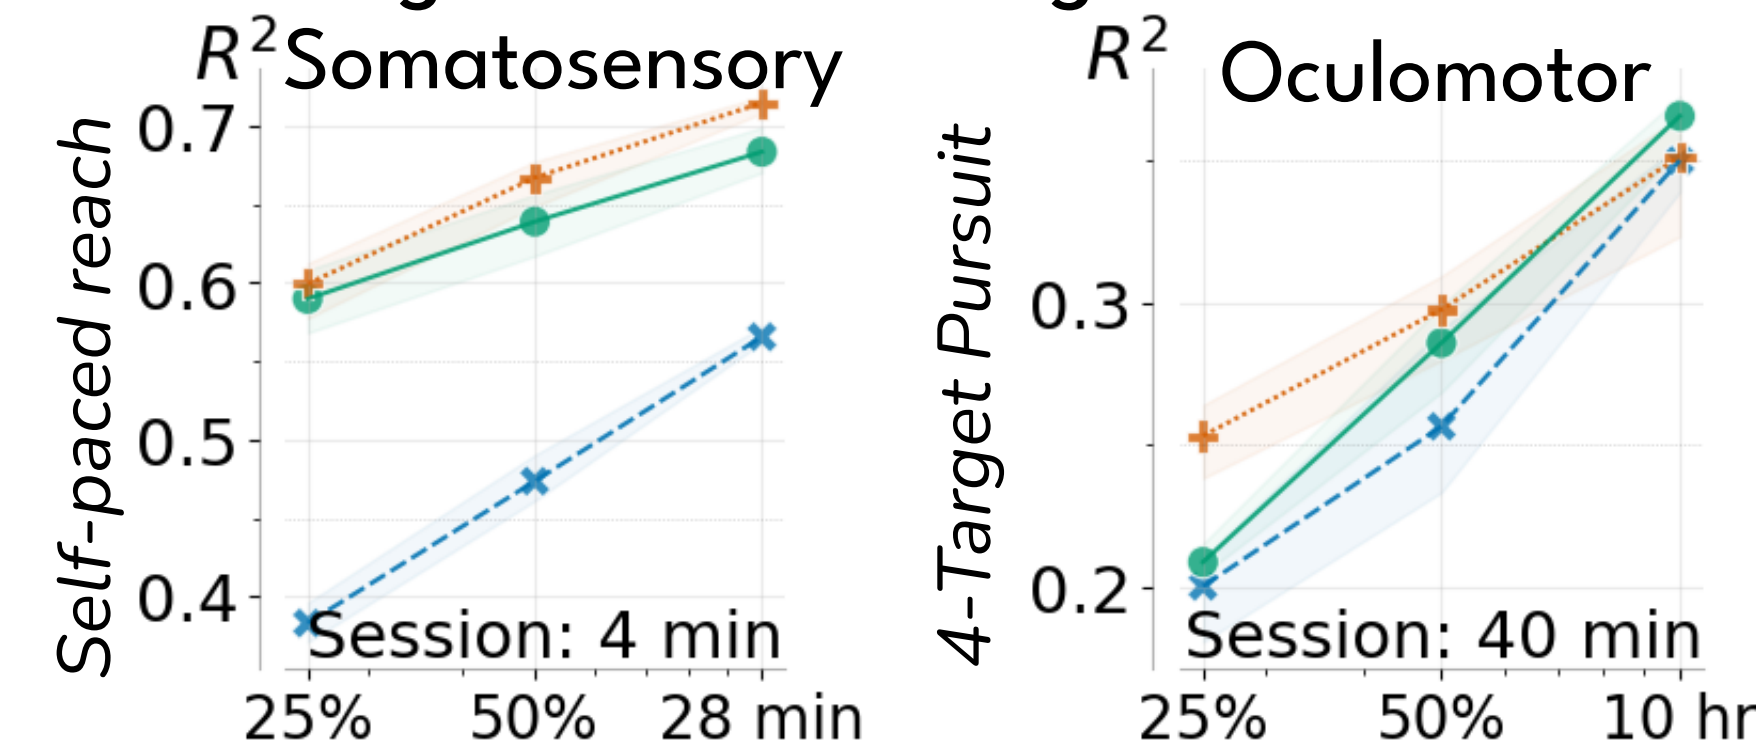 R² Somatosensory
Self-paced reach
0.7
0.6
0.5
0.4
Session: 4 min
25% 50% 28 min
R² Oculomotor
4-Target Pursuit
0.3
0.2
Session: 40 min
25% 50% 10 hr